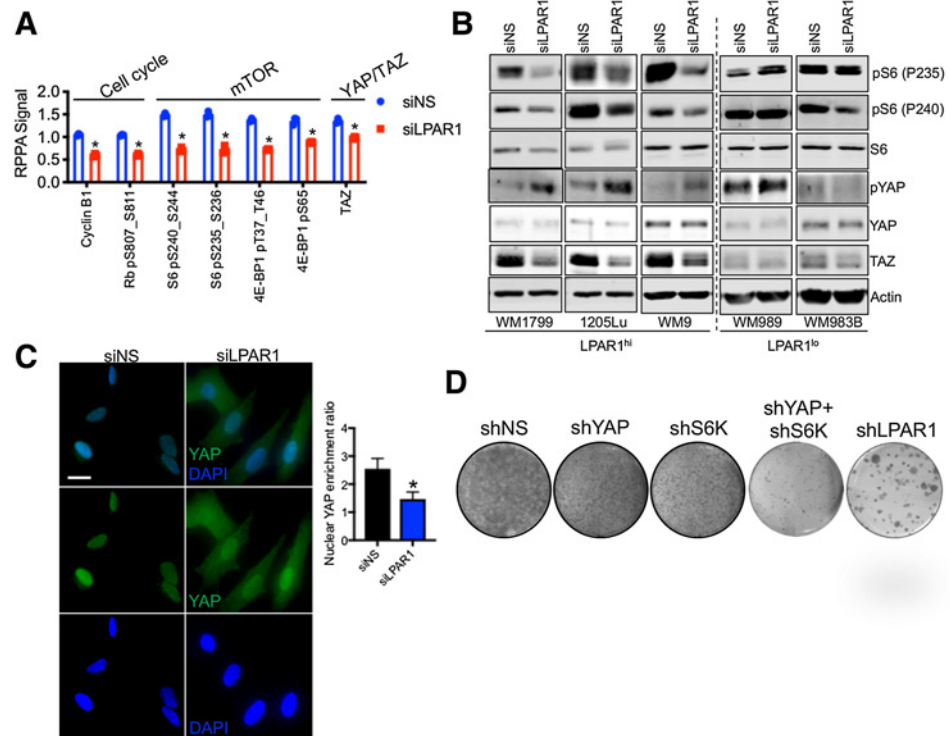 A
Cell cycle
mTOR
YAP/TAZ
siNS
siLPAR1
RPPA Signal
2.0
1.5
1.0
0.5
0.0
* * * * * * *
Cyclin B1
Rb pS807_S811
S6 pS240_S244
S6 pS235_S236
4E-BP1 pT37_T46
4E-BP1 pS65
TAZ
B
siNS siLPAR1 siNS siLPAR1 siNS siLPAR1 siNS siLPAR1 siNS siLPAR1
pS6 (P235)
pS6 (P240)
S6
pYAP
YAP
TAZ
Actin
WM1799 1205Lu WM9 WM989 WM983B
LPAR1hi LPAR1lo
C
siNS siLPAR1
YAP
DAPI
YAP
DAPI
Nuclear YAP enrichment ratio
4
3
2
1
0
*
siNS
siLPAR1
D
shNS shYAP shS6K shYAP+ shLPAR1
shS6K